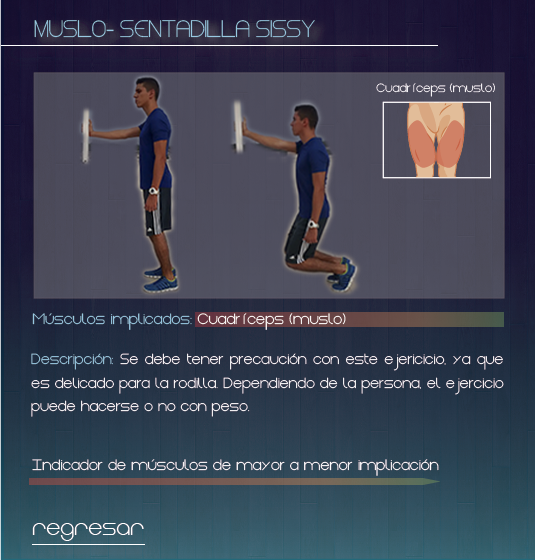 MUSLO- SENTADILLA SISSY
Cuadríceps (muslo)
Músculos implicados: Cuadríceps (muslo)
Descripción: Se debe tener precaución con este ejericicio, ya que
es delicado para la rodilla. Dependiendo de la persona, el ejercicio
puede hacerse o no con peso.
Indicador de músculos de mayor a menor implicación
regresar